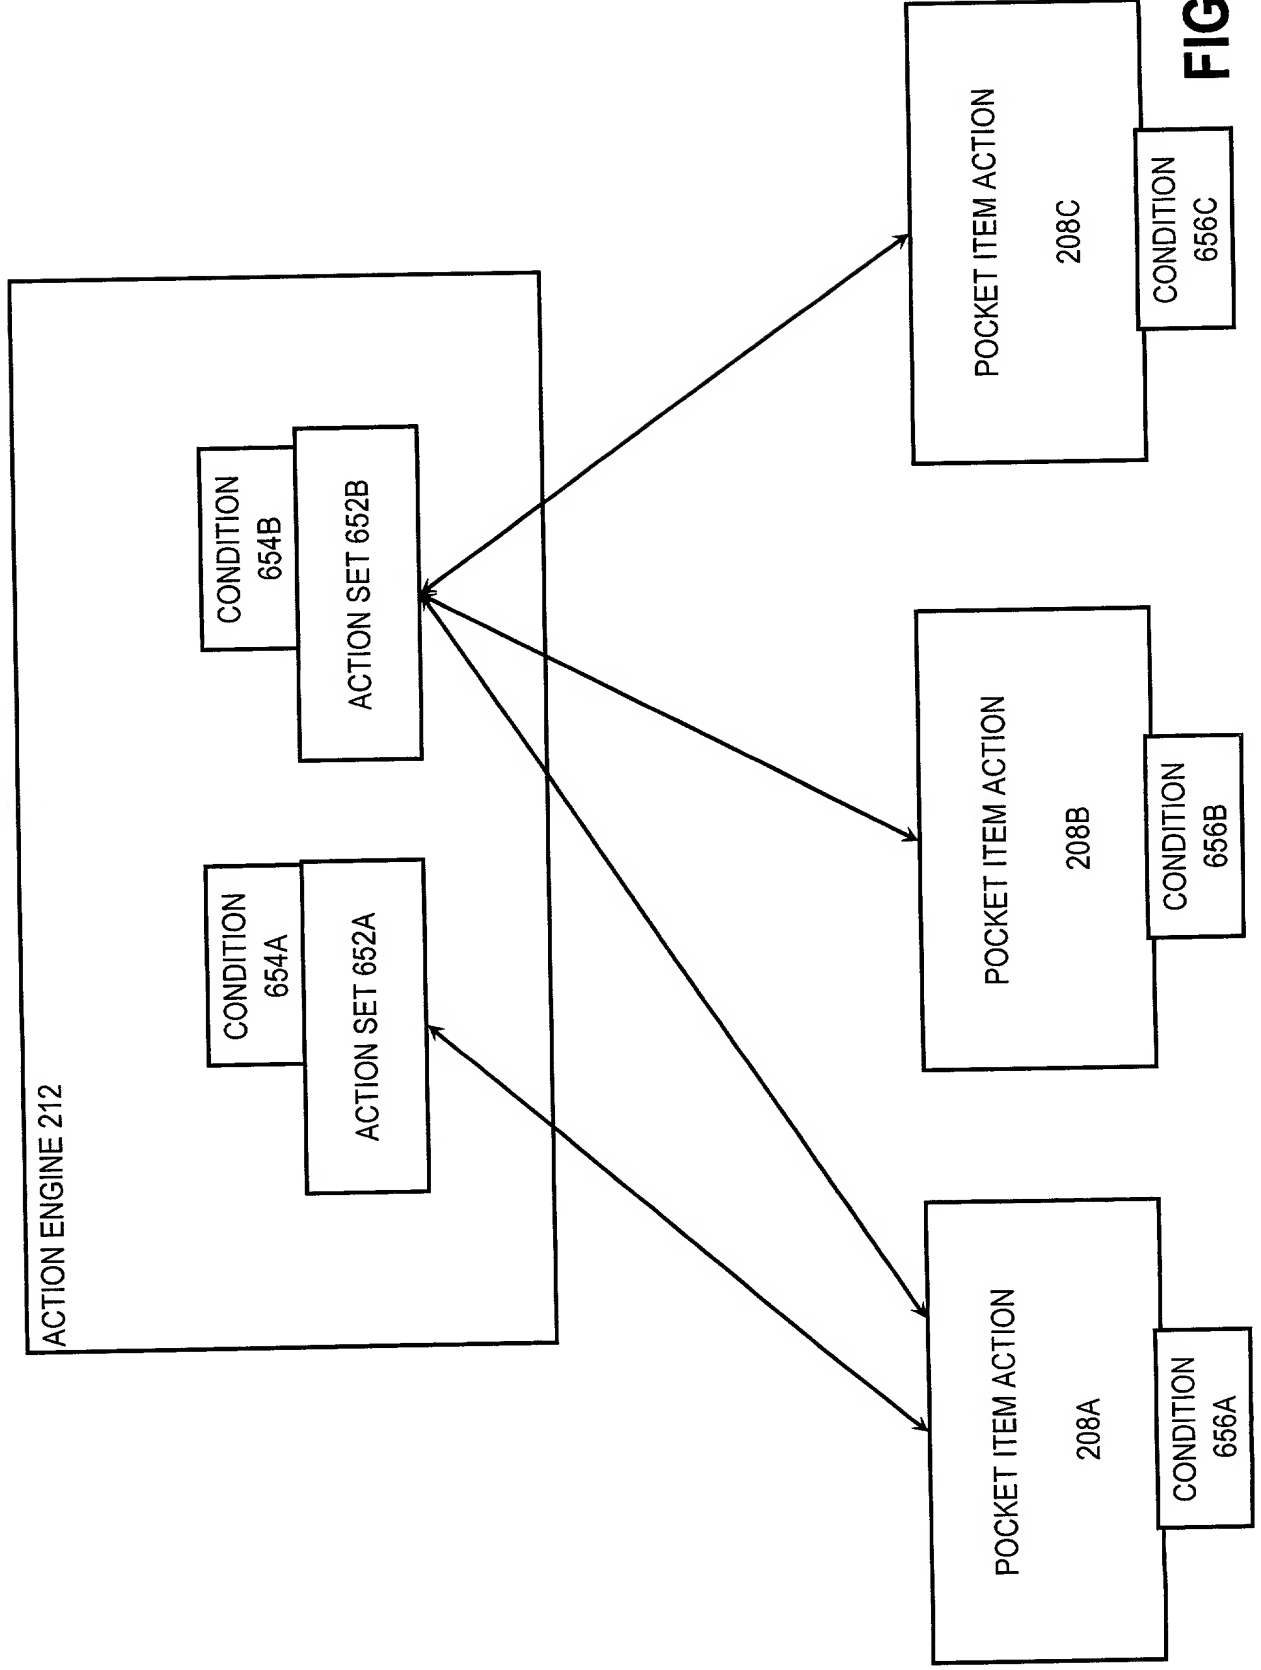 ACTION ENGINE 212
CONDITION
654A
ACTION SET 652A
CONDITION
654B
ACTION SET 652B
POCKET ITEM ACTION
208A
CONDITION
656A
POCKET ITEM ACTION
208B
CONDITION
656B
POCKET ITEM ACTION
208C
CONDITION
656C
FIG